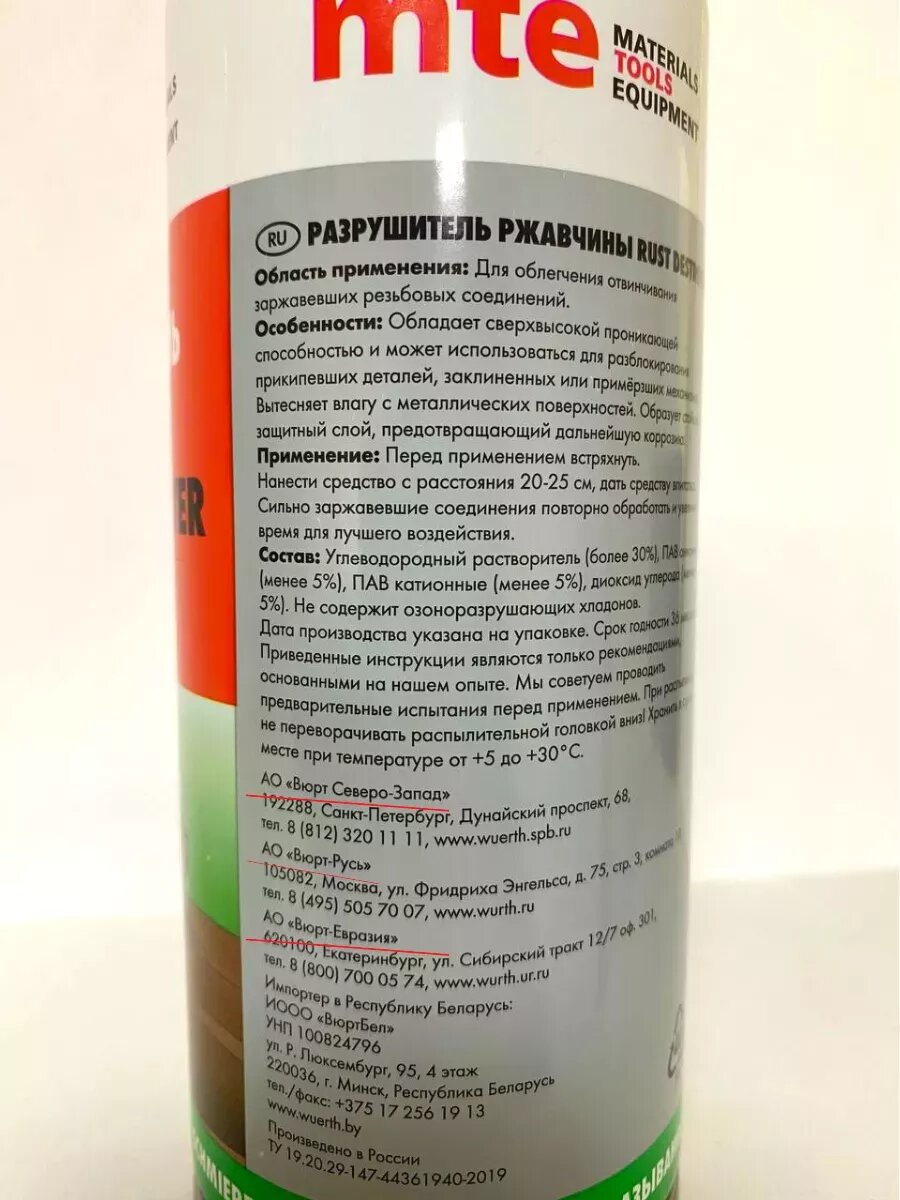 mte
MATERIALS
TOOLS
EQUIPMENT
RU РАЗРУШИТЕЛЬ РЖАВЧИНЫ RUST
Область применения: Для облегчения отвинчивания
заржавевших резьбовых соединений.
Особенности: Обладает сверхвысокой проникающей
способностью и может использоваться для
прикипевших деталей, заклиненных или примёрзших
Вытесняет влагу с металлических поверхностей. Образует
защитный слой, предотвращающий дальнейшую коррозию.
Применение: Перед применением встряхнуть.
Нанести средство с расстояния 20-25 см, дать средству
Сильно заржавевшие соединения повторно обработать и
время для лучшего воздействия.
Состав: Углеводородный растворитель (более 30%), ПАВ
(менее 5%), ПАВ катионные (менее 5%), диоксид углерода
5%). Не содержит озоноразрушающих хладонов.
Дата производства указана на упаковке. Срок годности 36
Приведенные инструкции являются только рекомендациями,
основанными на нашем опыте. Мы советуем проводить
предварительные испытания перед применением. При
не переворачивать распылительной головкой вниз! Хранить в
месте при температуре от +5 до +30°C.
АО «Вюрт Северо-Запад»
192288, Санкт-Петербург, Дунайский проспект, 68,
тел. 8 (812) 320 11 11, www.wuerth.spb.ru
АО «Вюрт-Русь»
105082, Москва, ул. Фридриха Энгельса, д. 75, стр. 3,
тел. 8 (495) 505 70 07, www.wurth.ru
АО «Вюрт-Евразия»
620100, Екатеринбург, ул. Сибирский тракт 12/7 оф. 301,
тел. 8 (800) 700 05 74, www.wurth.ur.ru
Импортер в Республику Беларусь:
ИООО «ВюртБел»
УНП 100824796
ул. Р. Люксембург, 95, 4 этаж
220036, г. Минск, Республика Беларусь
тел./факс: +375 17 256 19 13
www.wuerth.by
Произведено в России
ТУ 19.20.29-147-44361940-2019